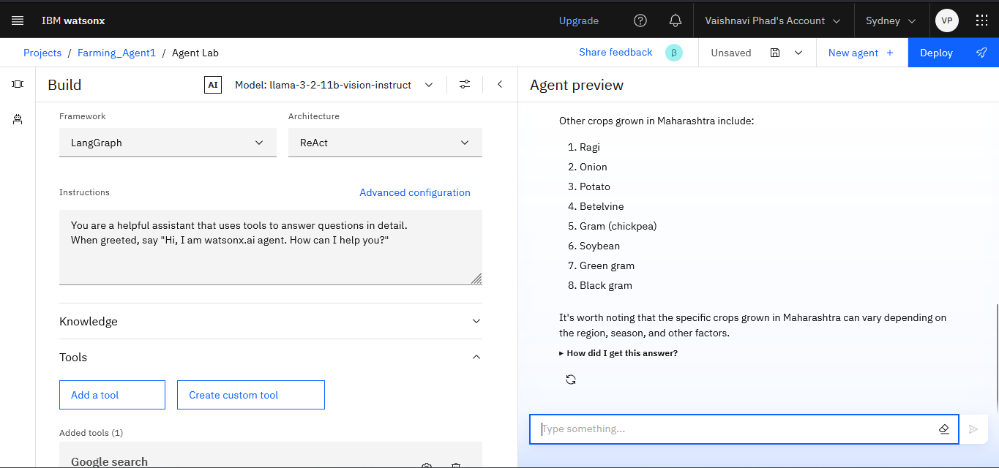 IBM watsonx
Upgrade
Vaishnavi Phad's Account
Sydney
VP
Projects / Farming_Agent1 / Agent Lab
Share feedback
β
Unsaved
New agent +
Deploy
Build
AI
Model: llama-3-2-11b-vision-instruct
Framework
Architecture
LangGraph
ReAct
Instructions
Advanced configuration
You are a helpful assistant that uses tools to answer questions in detail.
When greeted, say "Hi, I am watsonx.ai agent. How can I help you?"
Knowledge
Tools
Add a tool
Create custom tool
Added tools (1)
Google search
Agent preview
Other crops grown in Maharashtra include:
1. Ragi
2. Onion
3. Potato
4. Betelvine
5. Gram (chickpea)
6. Soybean
7. Green gram
8. Black gram
It's worth noting that the specific crops grown in Maharashtra can vary depending on
the region, season, and other factors.
How did I get this answer?
Type something...